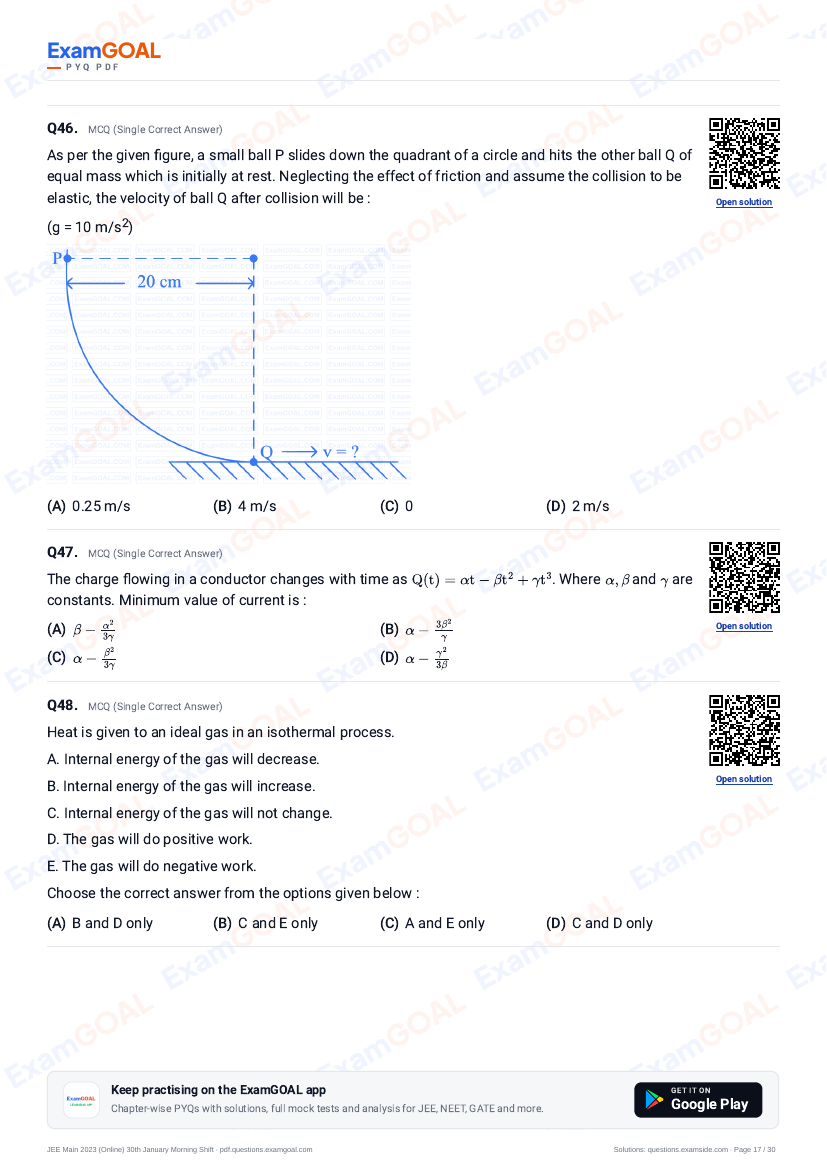 ExamGOAL
PYQ PDF
Q46. MCQ (Single Correct Answer)
As per the given figure, a small ball P slides down the quadrant of a circle and hits the other ball Q of
equal mass which is initially at rest. Neglecting the effect of friction and assume the collision to be
elastic, the velocity of ball Q after collision will be :
(g = 10 m/s²)
Open solution
P
20 cm
Q → v = ?
(A) 0.25 m/s (B) 4 m/s (C) 0 (D) 2 m/s
Q47. MCQ (Single Correct Answer)
The charge flowing in a conductor changes with time as Q(t) = αt − βt² + γt³. Where α, β and γ are
constants. Minimum value of current is :
Open solution
(A) β − α²/3γ (B) α − 3β²/γ
(C) α − β²/3γ (D) α − γ²/3β
Q48. MCQ (Single Correct Answer)
Heat is given to an ideal gas in an isothermal process.
A. Internal energy of the gas will decrease.
Open solution
B. Internal energy of the gas will increase.
C. Internal energy of the gas will not change.
D. The gas will do positive work.
E. The gas will do negative work.
Choose the correct answer from the options given below :
(A) B and D only (B) C and E only (C) A and E only (D) C and D only
Keep practising on the ExamGOAL app
Chapter-wise PYQs with solutions, full mock tests and analysis for JEE, NEET, GATE and more.
GET IT ON
Google Play
JEE Main 2023 (Online) 30th January Morning Shift · pdf.questions.examgoal.com
Solutions: questions.examside.com · Page 17 / 30